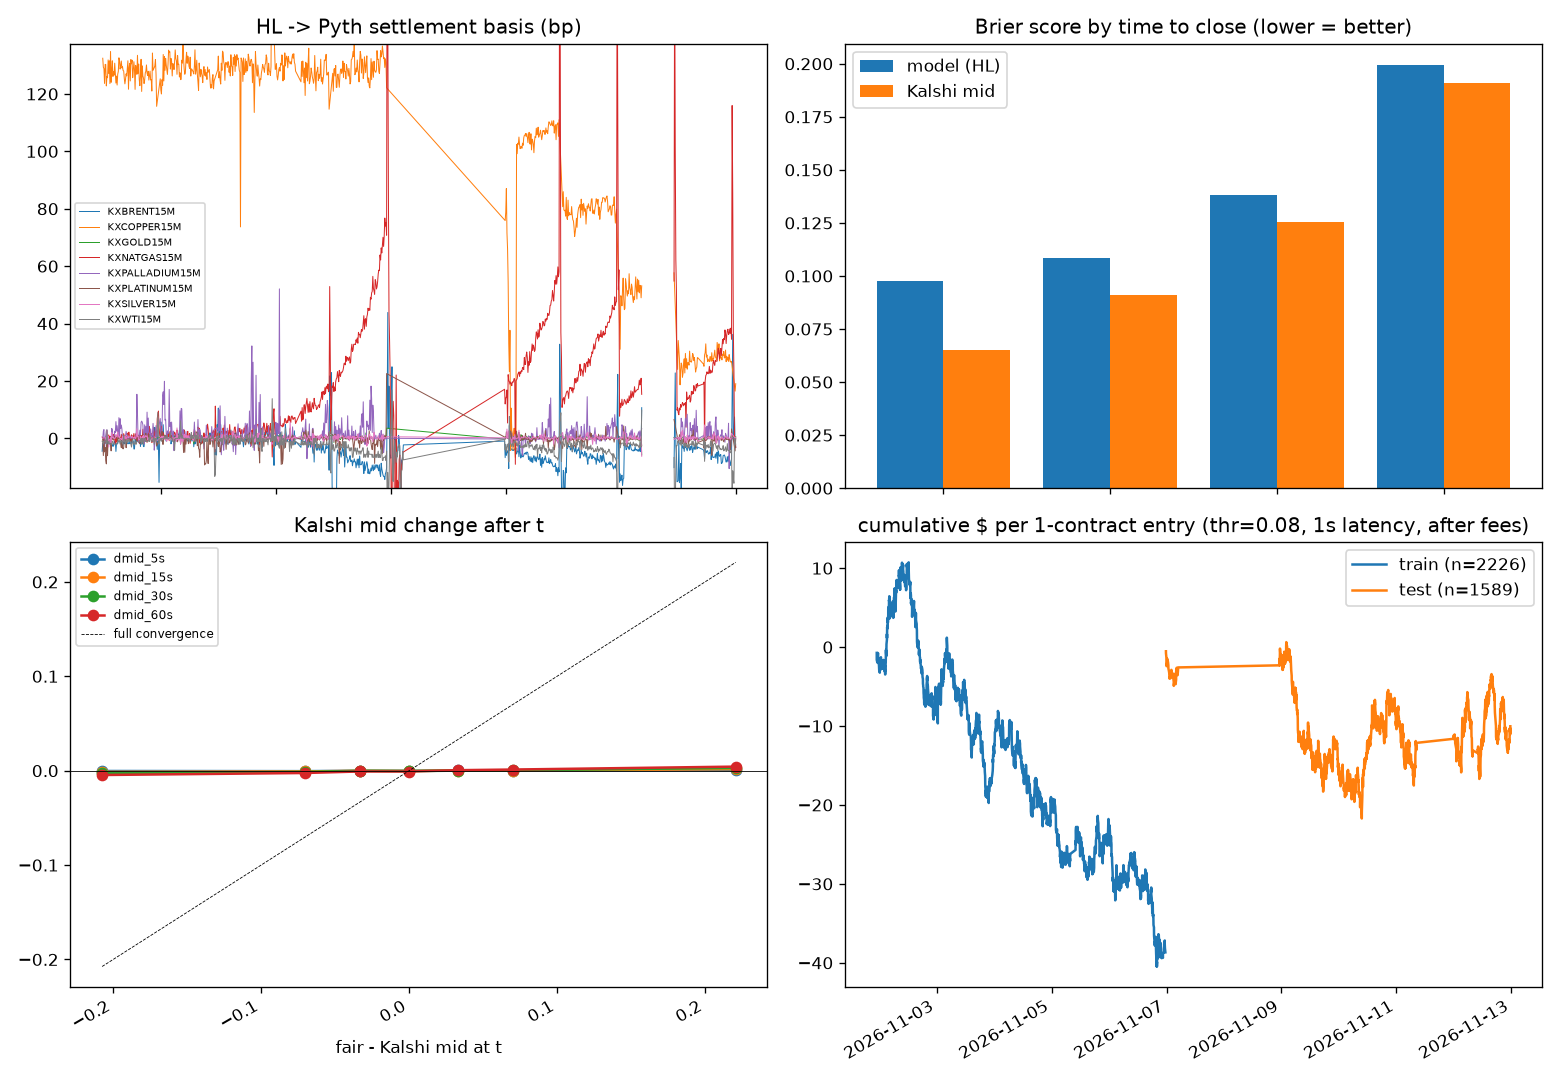 HL -> Pyth settlement basis (bp)
120
100
80
60
40
20
0
KXBRENT15M
KXCOPPER15M
KXGOLD15M
KXNATGAS15M
KXPALLADIUM15M
KXPLATINUM15M
KXSILVER15M
KXWTI15M
Brier score by time to close (lower = better)
0.200
0.175
0.150
0.125
0.100
0.075
0.050
0.025
0.000
model (HL)
Kalshi mid
Kalshi mid change after t
0.2
0.1
0.0
−0.1
−0.2
dmid_5s
dmid_15s
dmid_30s
dmid_60s
full convergence
−0.2
−0.1
0.0
0.1
0.2
fair - Kalshi mid at t
cumulative $ per 1-contract entry (thr=0.08, 1s latency, after fees)
10
0
−10
−20
−30
−40
train (n=2226)
test (n=1589)
2026-11-03
2026-11-05
2026-11-07
2026-11-09
2026-11-11
2026-11-13